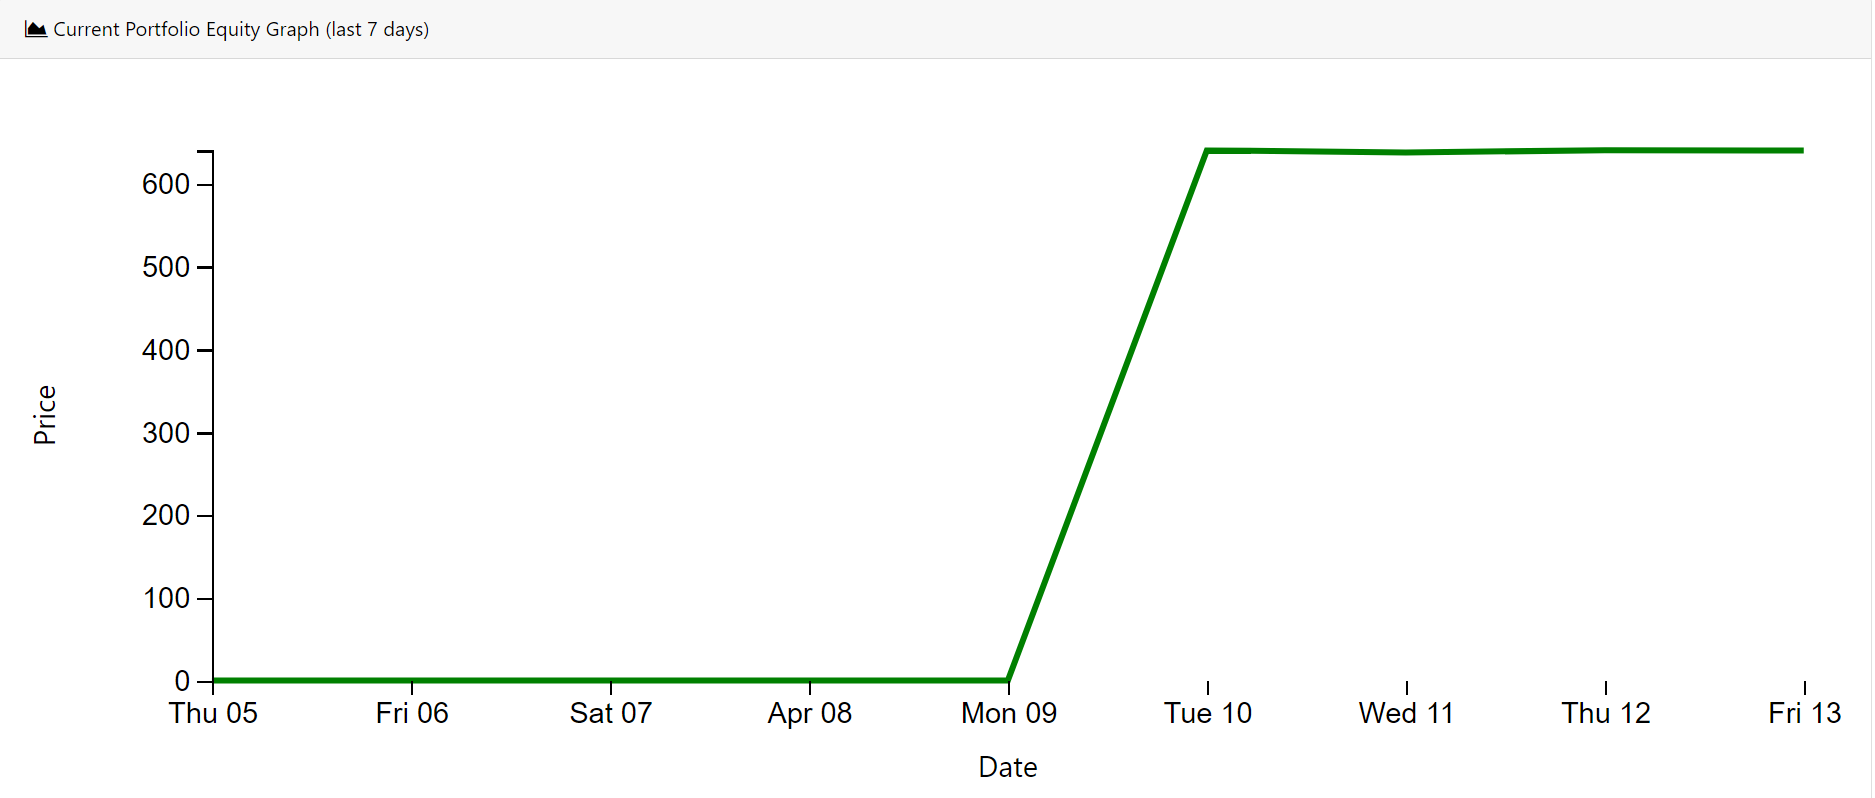 Current Portfolio Equity Graph (last 7 days)
600
500
400
300
200
100
0
Price
Thu 05 Fri 06 Sat 07 Apr 08 Mon 09 Tue 10 Wed 11 Thu 12 Fri 13
Date